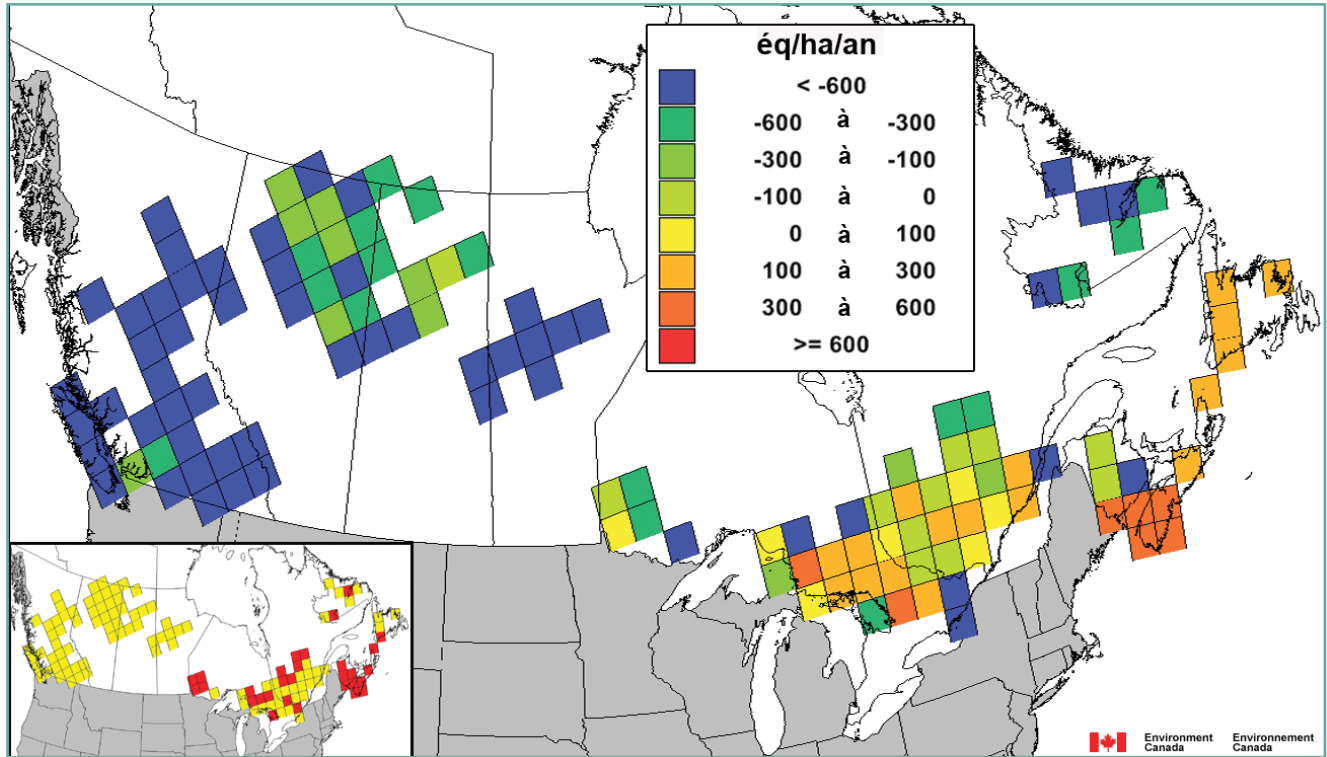 éq/ha/an
< -600
-600 à -300
-300 à -100
-100 à 0
0 à 100
100 à 300
300 à 600
>= 600
Environment Canada
Environnement Canada